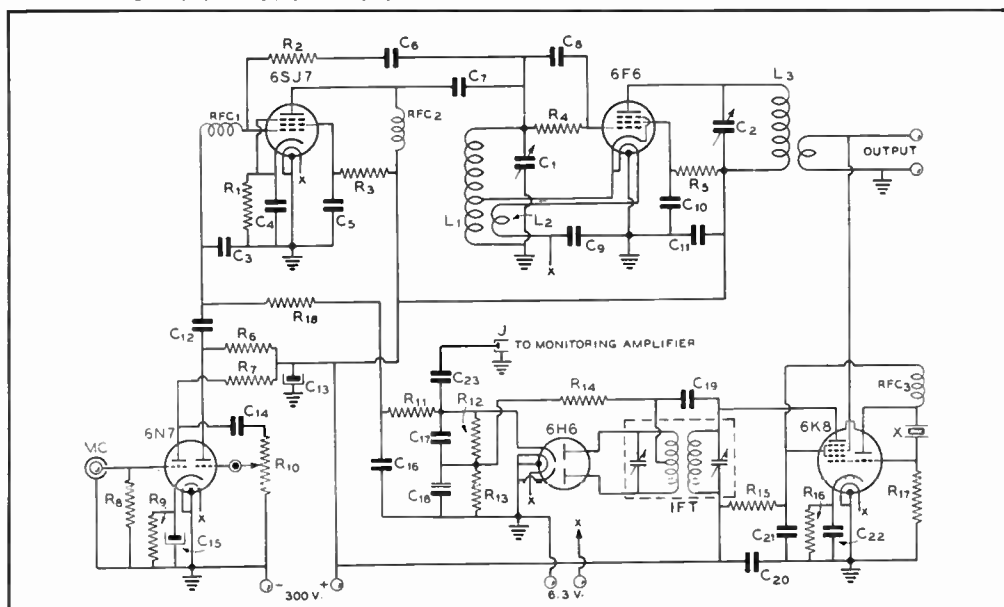 R2 C6 C8 L3
6SJ7 C7 6F6
RFC1 RFC2 R4 C2
C1 OUTPUT
R1 R3 R5
C4 C5 L1 L2 C10
C3 X C9 C11
X
R18
C12 R6 J TO MONITORING AMPLIFIER
R7 C13 C23 R14 C19 RFC3
C14 R11 R12 6H6 6K8 X
6N7 C17
MC R10 C16 X
R8 R9 X C18 R13 IFT R15 R16 R17
C15 X C21 C22
- + X C20
300 V. 6.3 V.